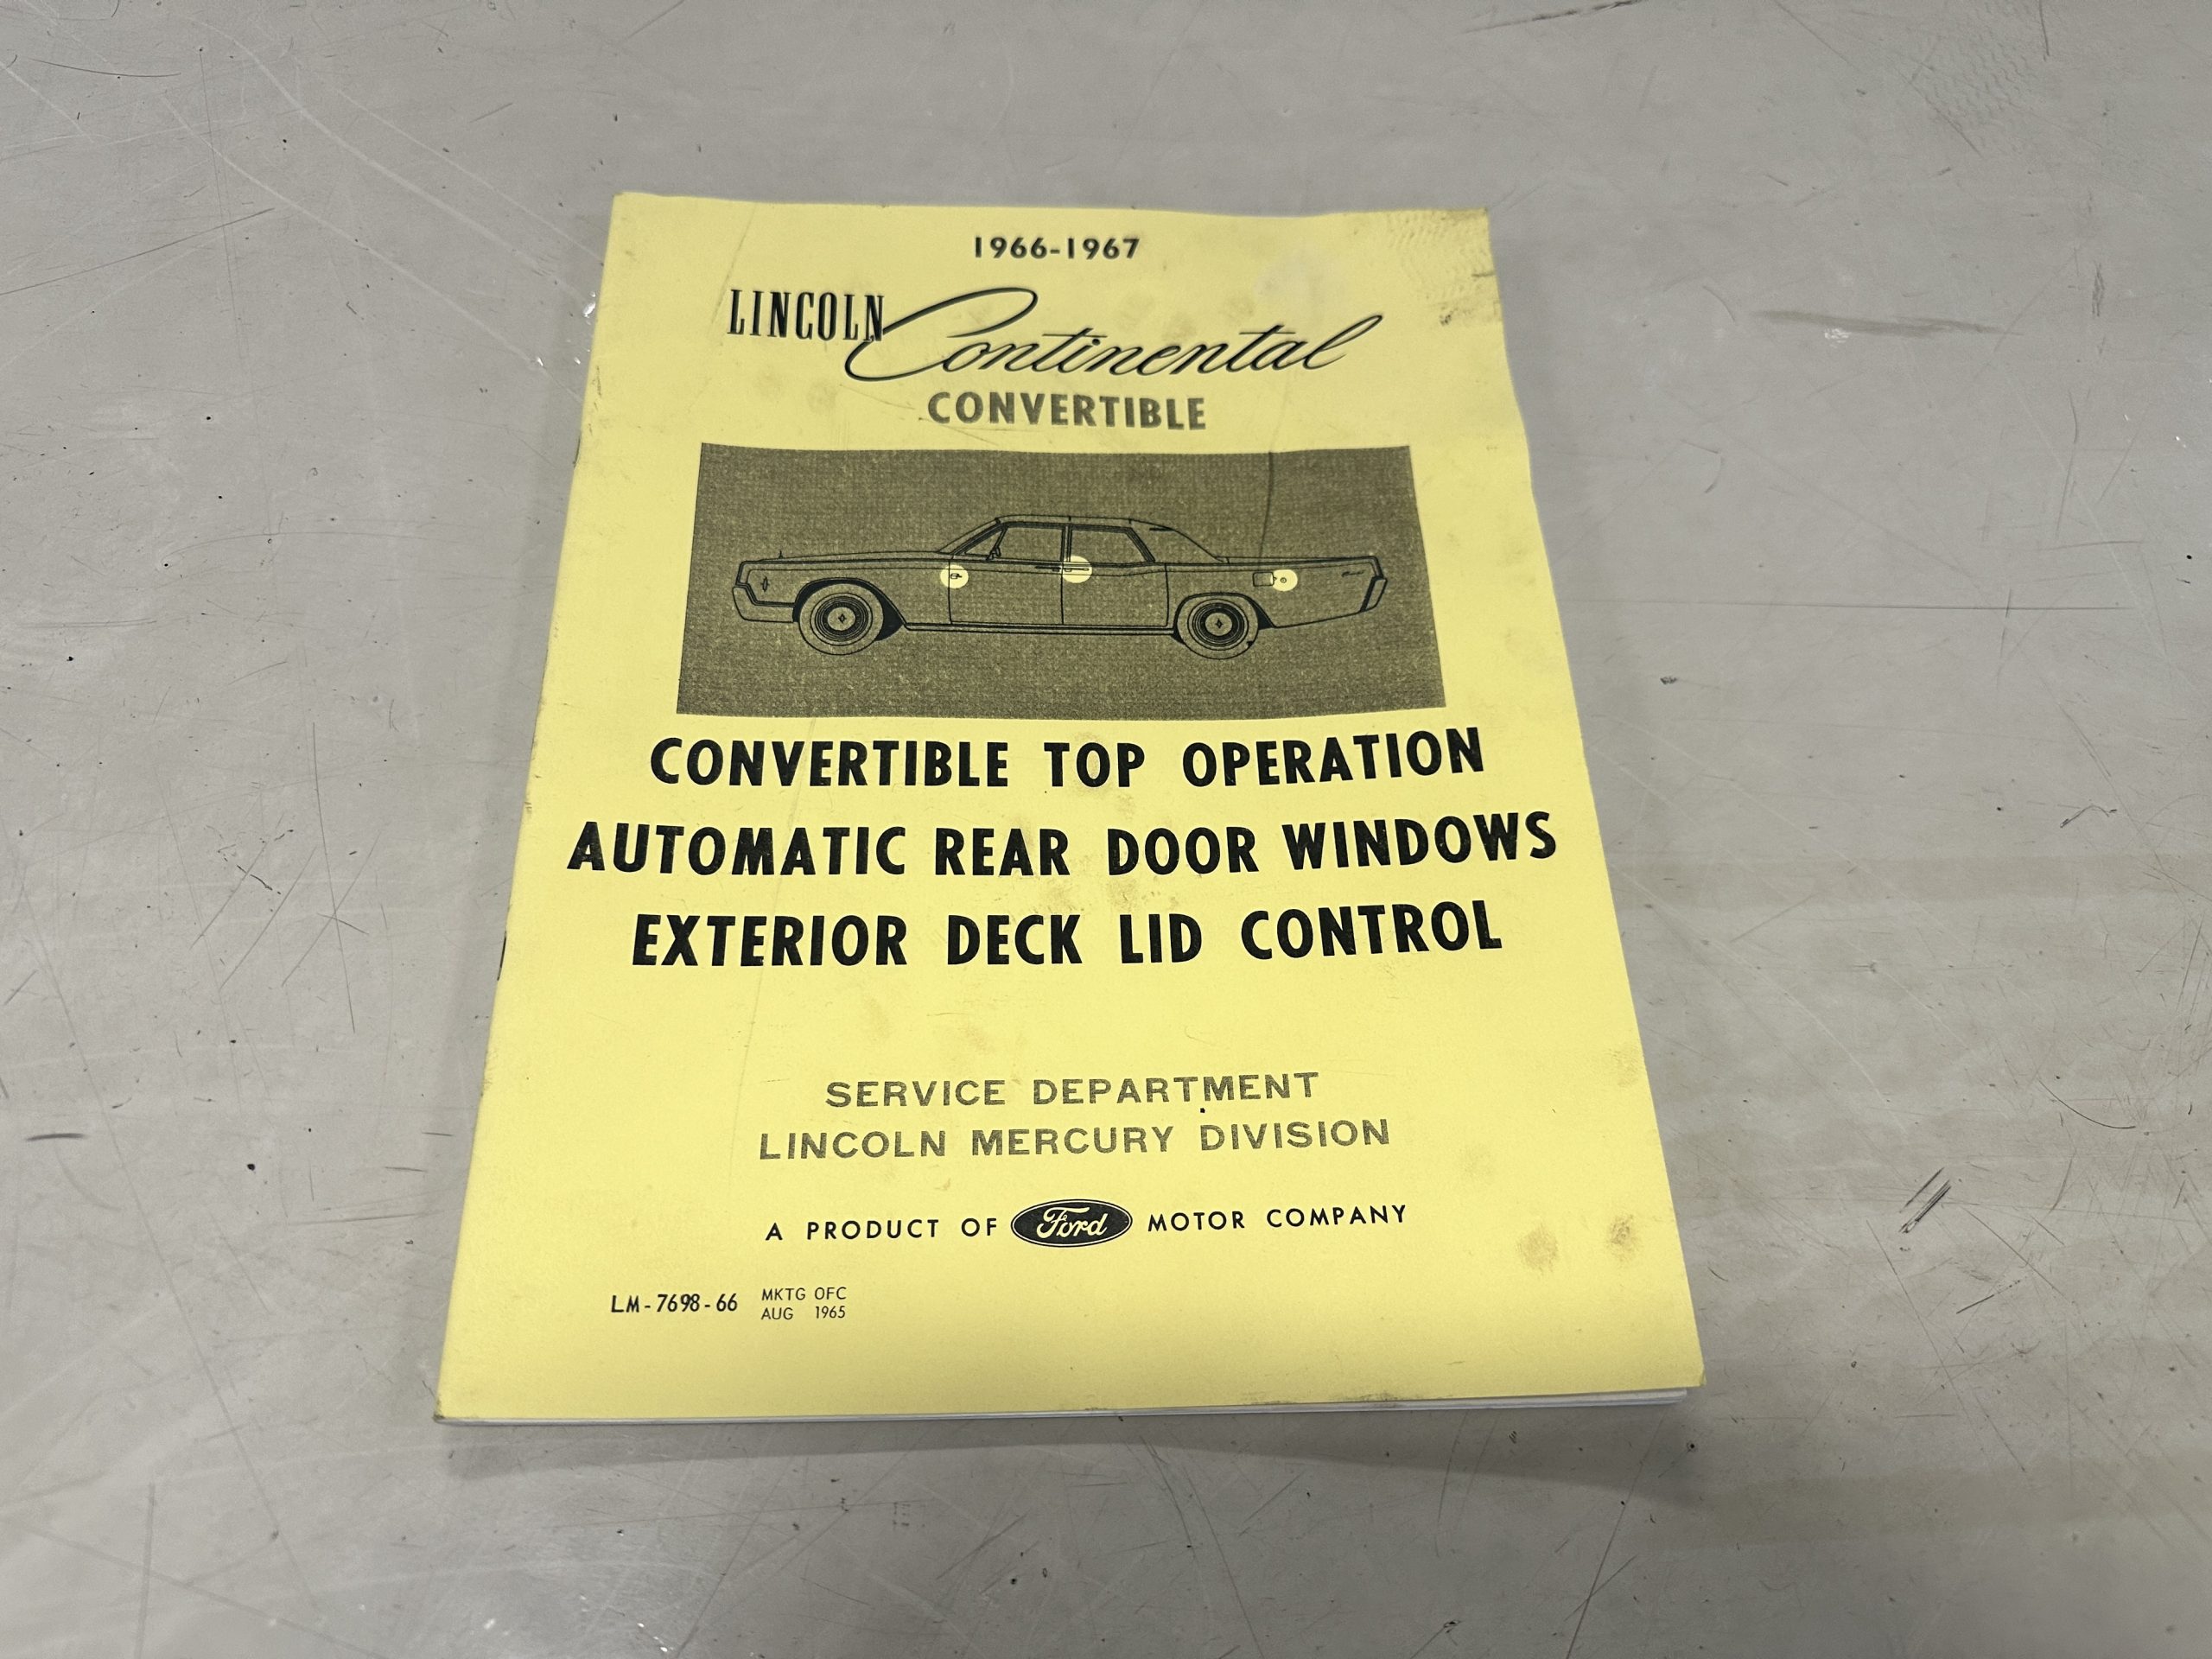 1966-1967
LINCOLN Continental
CONVERTIBLE
CONVERTIBLE TOP OPERATION
AUTOMATIC REAR DOOR WINDOWS
EXTERIOR DECK LID CONTROL
SERVICE DEPARTMENT
LINCOLN MERCURY DIVISION
A PRODUCT OF Ford MOTOR COMPANY
LM-7698-66 MKTG OFC
AUG 1965